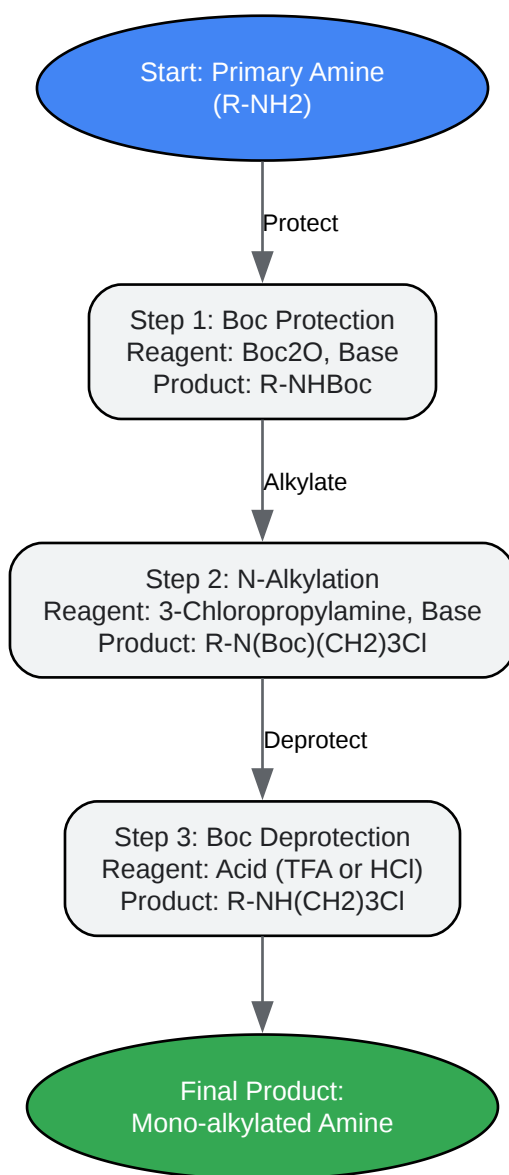 Start: Primary Amine
(R-NH2)
Protect
Step 1: Boc Protection
Reagent: Boc2O, Base
Product: R-NHBoc
Alkylate
Step 2: N-Alkylation
Reagent: 3-Chloropropylamine, Base
Product: R-N(Boc)(CH2)3Cl
Deprotect
Step 3: Boc Deprotection
Reagent: Acid (TFA or HCl)
Product: R-NH(CH2)3Cl
Final Product:
Mono-alkylated Amine